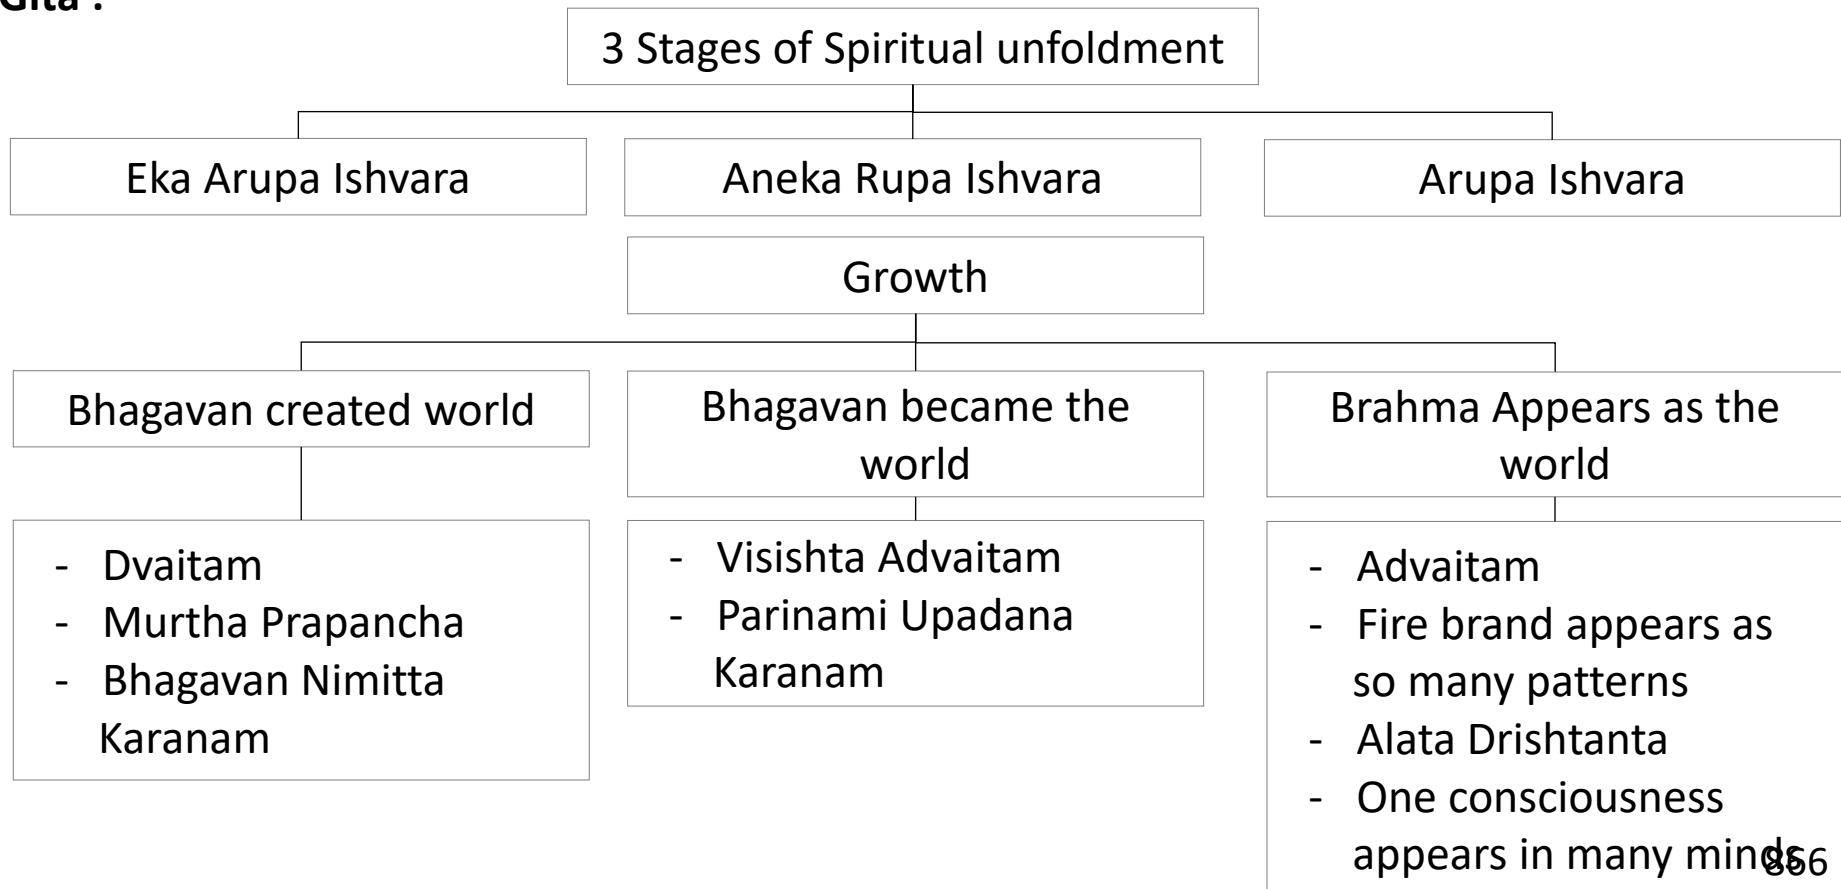 Gita :
3 Stages of Spiritual unfoldment
Eka Arupa Ishvara
Aneka Rupa Ishvara
Arupa Ishvara
Growth
Bhagavan created world
Bhagavan became the
world
Brahma Appears as the
world
- Dvaitam
- Murtha Prapancha
- Bhagavan Nimitta
Karanam
- Visishta Advaitam
- Parinami Upadana
Karanam
- Advaitam
- Fire brand appears as
so many patterns
- Alata Drishtanta
- One consciousness
appears in many minds
866